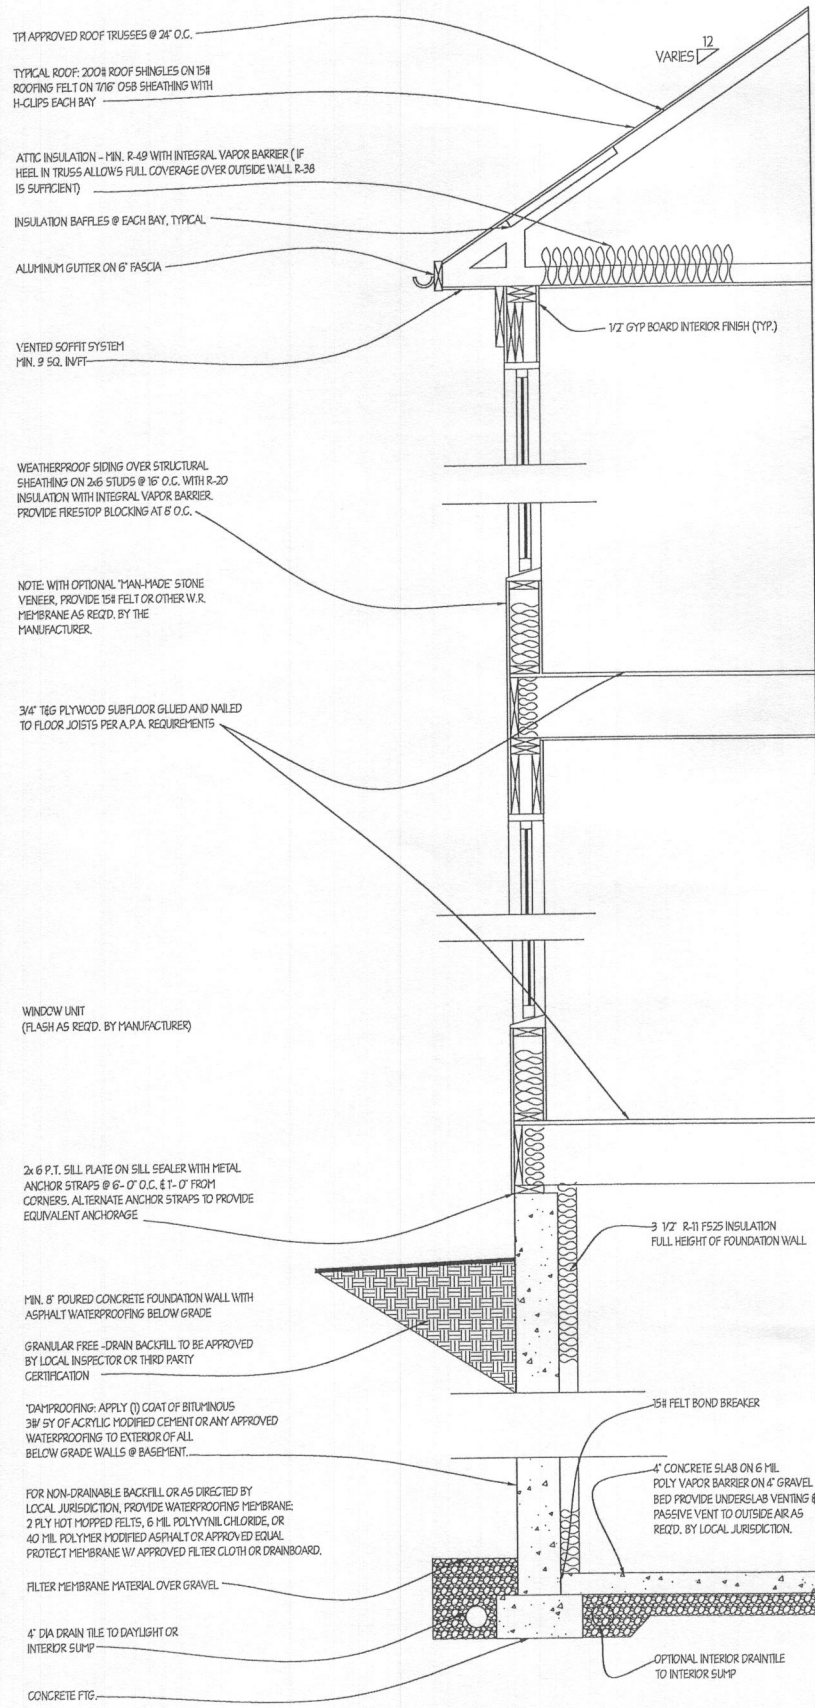 TPI APPROVED ROOF TRUSSES @ 24" O.C.
12
VARIES
TYPICAL ROOF: 200# ROOF SHINGLES ON 15#
ROOFING FELT ON 7/16" OSB SHEATHING WITH
H-CLIPS EACH BAY
ATTIC INSULATION - MIN. R-49 WITH INTEGRAL VAPOR BARRIER ( IF
HEEL IN TRUSS ALLOWS FULL COVERAGE OVER OUTSIDE WALL R-38
IS SUFFICIENT)
INSULATION BAFFLES @ EACH BAY, TYPICAL
ALUMINUM GUTTER ON 6" FASCIA
1/2" GYP BOARD INTERIOR FINISH (TYP.)
VENTED SOFFIT SYSTEM
MIN. 9 SQ. IN/FT
WEATHERPROOF SIDING OVER STRUCTURAL
SHEATHING ON 2x6 STUDS @ 16" O.C. WITH R-20
INSULATION WITH INTEGRAL VAPOR BARRIER.
PROVIDE FIRESTOP BLOCKING AT 8' O.C.
NOTE: WITH OPTIONAL "MAN-MADE" STONE
VENEER, PROVIDE 15# FELT OR OTHER W.R.
MEMBRANE AS REQ'D. BY THE
MANUFACTURER.
3/4" T&G PLYWOOD SUBFLOOR GLUED AND NAILED
TO FLOOR JOISTS PER A.P.A. REQUIREMENTS
WINDOW UNIT
(FLASH AS REQ'D. BY MANUFACTURER)
2x 6 P.T. SILL PLATE ON SILL SEALER WITH METAL
ANCHOR STRAPS @ 6'- 0" O.C. & 1'- 0" FROM
CORNERS. ALTERNATE ANCHOR STRAPS TO PROVIDE
EQUIVALENT ANCHORAGE
3 1/2" R-11 FS25 INSULATION
FULL HEIGHT OF FOUNDATION WALL
MIN. 8" POURED CONCRETE FOUNDATION WALL WITH
ASPHALT WATERPROOFING BELOW GRADE
GRANULAR FREE -DRAIN BACKFILL TO BE APPROVED
BY LOCAL INSPECTOR OR THIRD PARTY
CERTIFICATION
15# FELT BOND BREAKER
"DAMPROOFING: APPLY (1) COAT OF BITUMINOUS
3#/ SY OF ACRYLIC MODIFIED CEMENT OR ANY APPROVED
WATERPROOFING TO EXTERIOR OF ALL
BELOW GRADE WALLS @ BASEMENT.
4" CONCRETE SLAB ON 6 MIL
POLY VAPOR BARRIER ON 4" GRAVEL
BED PROVIDE UNDERSLAB VENTING &
PASSIVE VENT TO OUTSIDE AIR AS
REQ'D. BY LOCAL JURISDICTION.
FOR NON-DRAINABLE BACKFILL OR AS DIRECTED BY
LOCAL JURISDICTION, PROVIDE WATERPROOFING MEMBRANE:
2 PLY HOT MOPPED FELTS, 6 MIL POLYVYNIL CHLORIDE, OR
40 MIL POLYMER MODIFIED ASPHALT OR APPROVED EQUAL
PROTECT MEMBRANE W/ APPROVED FILTER CLOTH OR DRAINBOARD.
FILTER MEMBRANE MATERIAL OVER GRAVEL
4" DIA DRAIN TILE TO DAYLIGHT OR
INTERIOR SUMP
OPTIONAL INTERIOR DRAINTILE
TO INTERIOR SUMP
CONCRETE FTG.